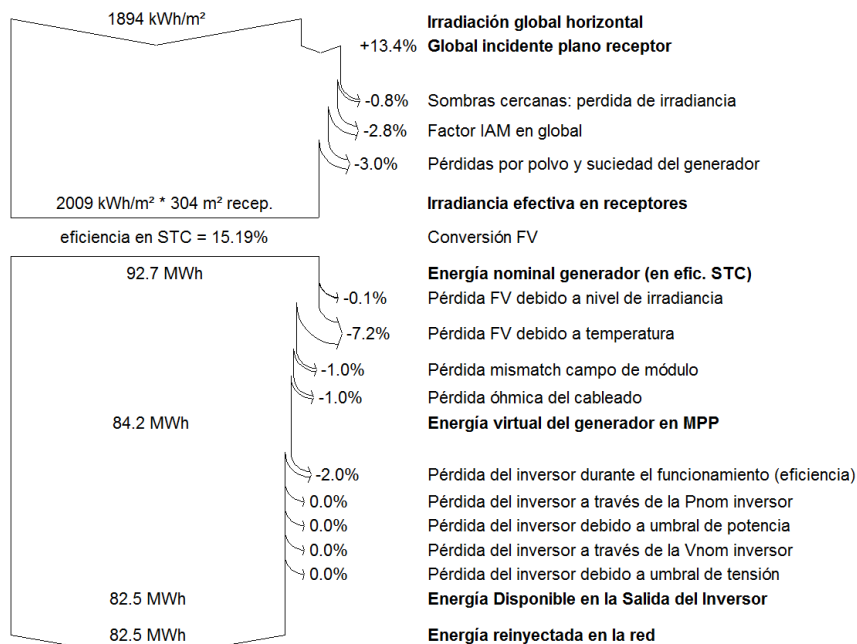 1894 kWh/m² Irradiación global horizontal
+13.4% Global incidente plano receptor
-0.8% Sombras cercanas: perdida de irradiancia
-2.8% Factor IAM en global
-3.0% Pérdidas por polvo y suciedad del generador
2009 kWh/m² * 304 m² recep. Irradiancia efectiva en receptores
eficiencia en STC = 15.19% Conversión FV
92.7 MWh Energía nominal generador (en efic. STC)
-0.1% Pérdida FV debido a nivel de irradiancia
-7.2% Pérdida FV debido a temperatura
-1.0% Pérdida mismatch campo de módulo
-1.0% Pérdida óhmica del cableado
84.2 MWh Energía virtual del generador en MPP
-2.0% Pérdida del inversor durante el funcionamiento (eficiencia)
0.0% Pérdida del inversor a través de la Pnom inversor
0.0% Pérdida del inversor debido a umbral de potencia
0.0% Pérdida del inversor a través de la Vnom inversor
0.0% Pérdida del inversor debido a umbral de tensión
82.5 MWh Energía Disponible en la Salida del Inversor
82.5 MWh Energía reinyectada en la red